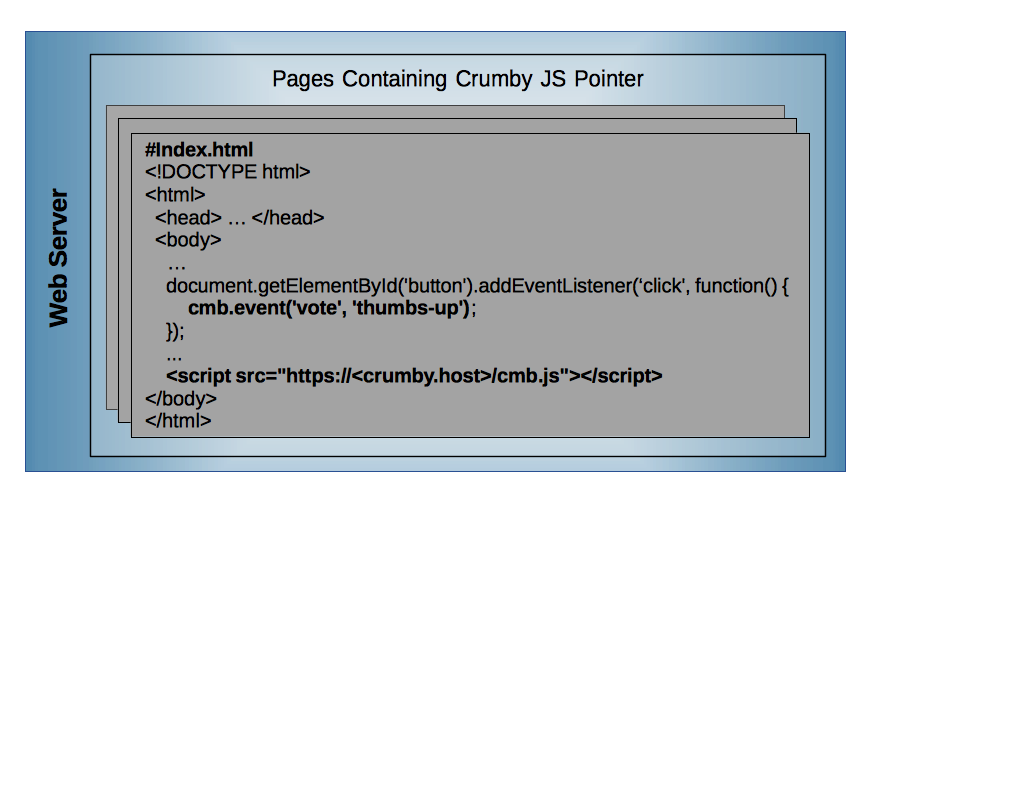 Pages Containing Crumby JS Pointer
Web Server
#Index.html
<!DOCTYPE html>
<html>
<head> … </head>
<body>
…
document.getElementById('button').addEventListener(‘click', function() {
cmb.event('vote', 'thumbs-up');
});
...
<script src="https://<crumby.host>/cmb.js"></script>
</body>
</html>